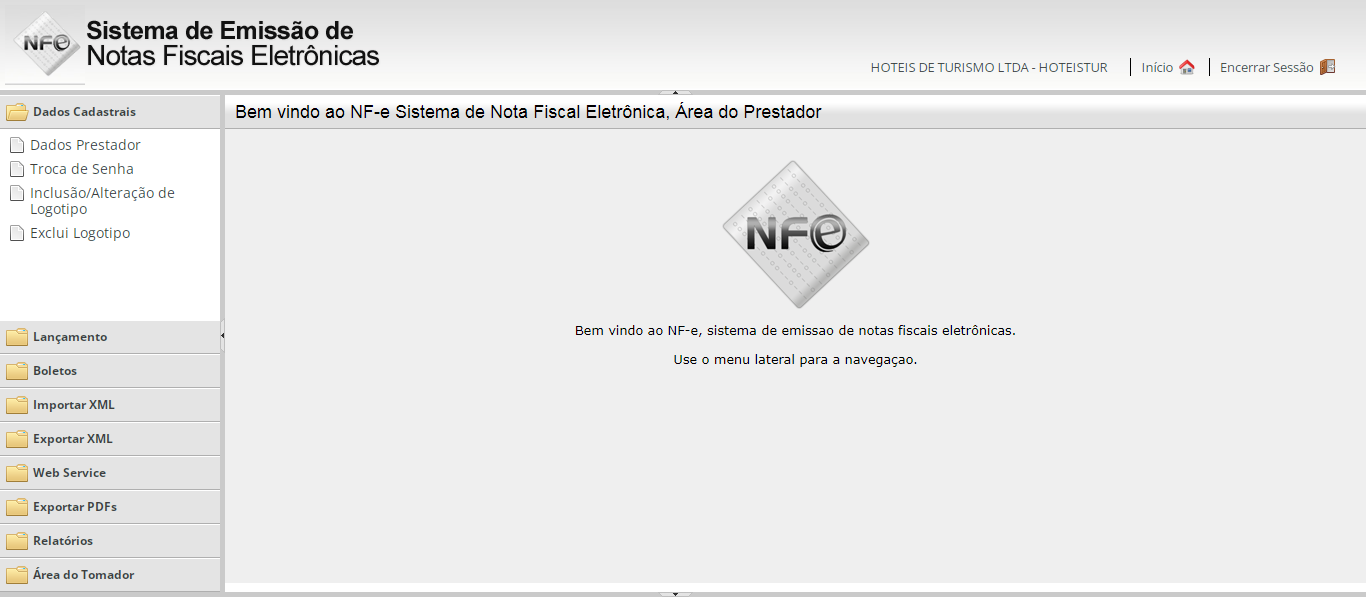 NFe
Sistema de Emissão de
Notas Fiscais Eletrônicas
HOTEIS DE TURISMO LTDA - HOTEISTUR
Início
Encerrar Sessão
Dados Cadastrais
Dados Prestador
Troca de Senha
Inclusão/Alteração de
Logotipo
Exclui Logotipo
Lançamento
Boletos
Importar XML
Exportar XML
Web Service
Exportar PDFs
Relatórios
Área do Tomador
Bem vindo ao NF-e Sistema de Nota Fiscal Eletrônica, Área do Prestador
NFe
Bem vindo ao NF-e, sistema de emissao de notas fiscais eletrônicas.
Use o menu lateral para a navegaçao.